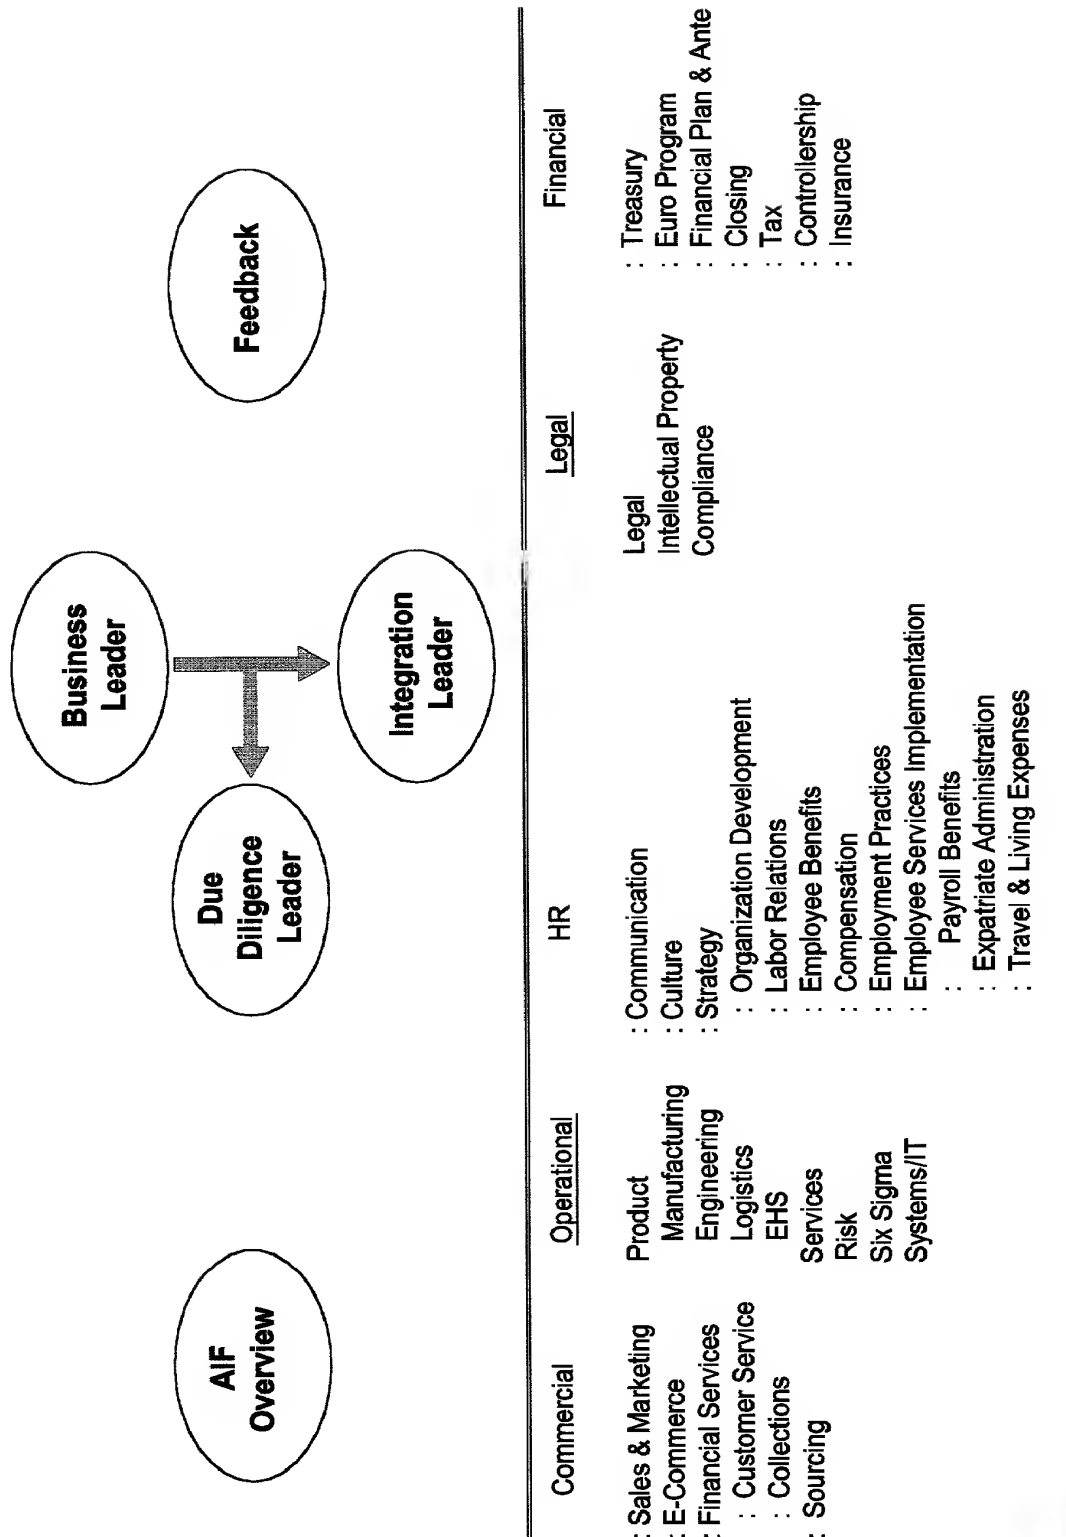 AIF
Overview
Due
Diligence
Leader
Business
Leader
Integration
Leader
Feedback
Commercial
: Sales & Marketing
: E-Commerce
: Financial Services
: Customer Service
: Collections
: Sourcing
Operational
Product
Manufacturing
Engineering
Logistics
EHS
Services
Risk
Six Sigma
Systems/IT
HR
: Communication
: Culture
: Strategy
: Organization Development
: Labor Relations
: Employee Benefits
: Compensation
: Employment Practices
: Employee Services Implementation
: Payroll Benefits
: Expatriate Administration
: Travel & Living Expenses
Legal
Legal
Intellectual Property
Compliance
Financial
: Treasury
: Euro Program
: Financial Plan & Ante
: Closing
: Tax
: Controllership
: Insurance